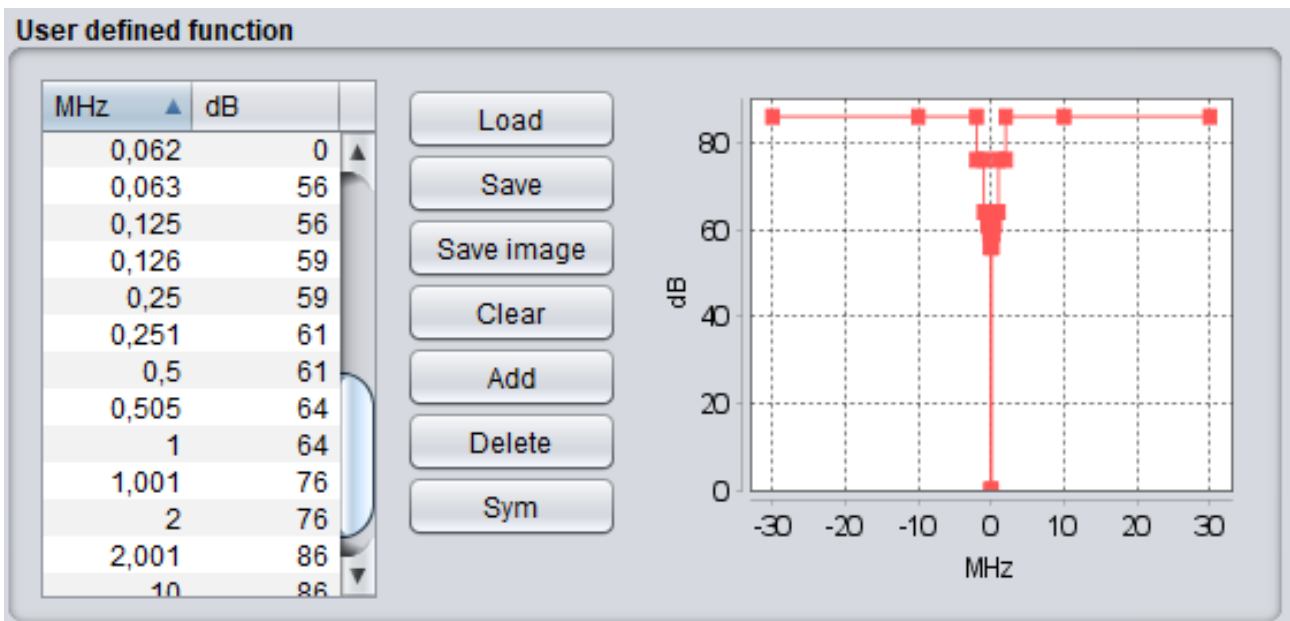 User defined function
MHz dB
0,062 0
0,063 56
0,125 56
0,126 59
0,25 59
0,251 61
0,5 61
0,505 64
1 64
1,001 76
2 76
2,001 86
10 86
Load
Save
Save image
Clear
Add
Delete
Sym
80
60
40
20
0
dB
-30 -20 -10 0 10 20 30
MHz